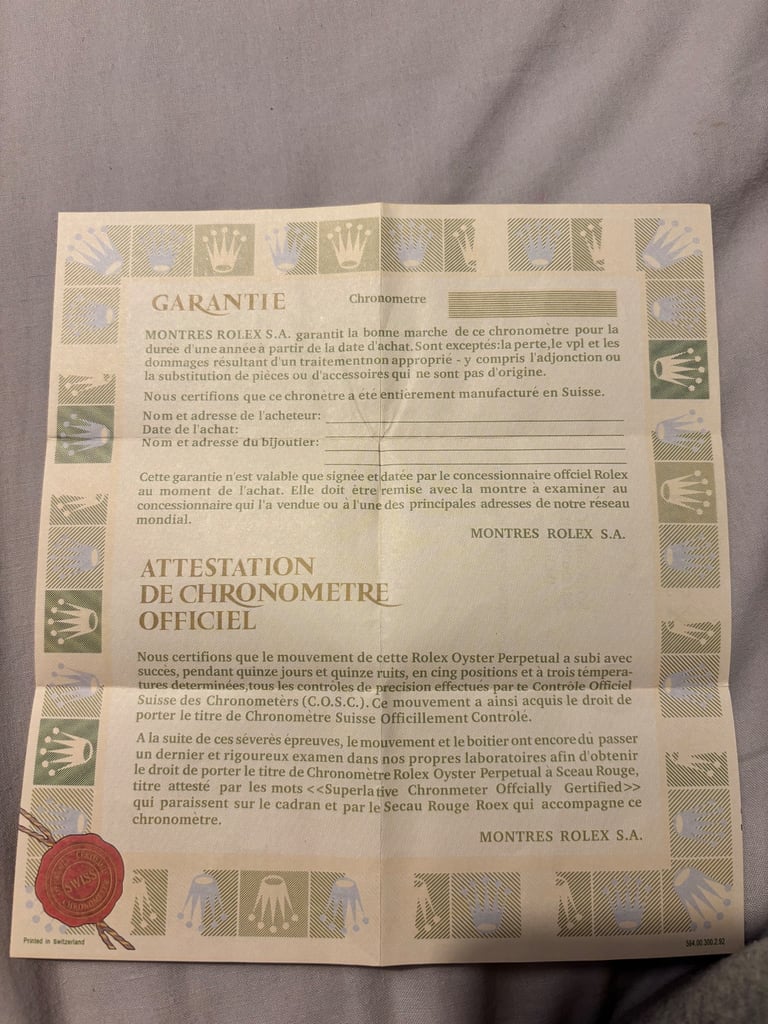 GARANTIE
Chronometre
MONTRES ROLEX S.A. garantit la bonne marche de ce chronomètre pour la
durée d'une année a partir de la date d'achat. Sont exceptes:la perte,le vpl et les
dommages résultant d'un traitementnon approprié - y compris l'adjonction ou
la substitution de pièces ou d'accessoires qui ne sont pas d'origine.
Nous certifions que ce chronètre a été entièrement manufacturé en Suisse.
Nom et adresse de l'acheteur:
Date de l'achat:
Nom et adresse du bijoutier:
Cette garantie n'est valable que signée et datée par le concessionnaire offciel Rolex
au moment de l'achat. Elle doit être remise avec la montre à examiner au
concessionnaire qui l'a vendue ou à l'une des principales adresses de notre réseau
mondial.
MONTRES ROLEX S.A.
ATTESTATION
DE CHRONOMETRE
OFFICIEL
Nous certifions que le mouvement de cette Rolex Oyster Perpetual a subi avec
succès, pendant quinze jours et quinze ruits, en cinq positions et à trois tempéra-
tures determinées,tous les contrôles de precision effectués par te Contrôle Officiel
Suisse des Chronometèrs (C.O.S.C.). Ce mouvement a ainsi acquis le droit de
porter le titre de Chronomètre Suisse Officillement Contrôlé.
A la suite de ces séverès épreuves, le mouvement et le boitier ont encore du passer
un dernier et rigoureux examen dans nos propres laboratoires afin d'obtenir
le droit de porter le titre de Chronomètre Rolex Oyster Perpetual à Sceau Rouge,
titre attesté par les mots <<Superlative Chronmeter Offcially Gertified>>
qui paraissent sur le cadran et par le Secau Rouge Roex qui accompagne ce
chronomètre.
MONTRES ROLEX S.A.
SWISS
Printed in Switzerland
564.00.300.2.92